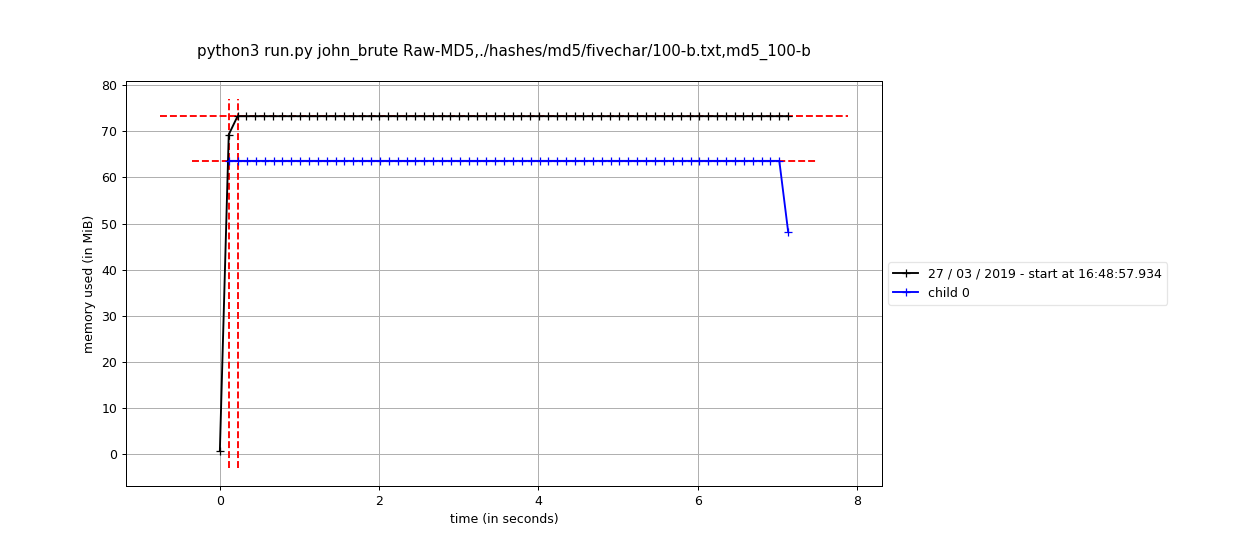 python3 run.py john_brute Raw-MD5,./hashes/md5/fivechar/100-b.txt,md5_100-b
80
70
60
50
40
30
20
10
0
memory used (in MiB)
0 2 4 6 8
time (in seconds)
27 / 03 / 2019 - start at 16:48:57.934
child 0